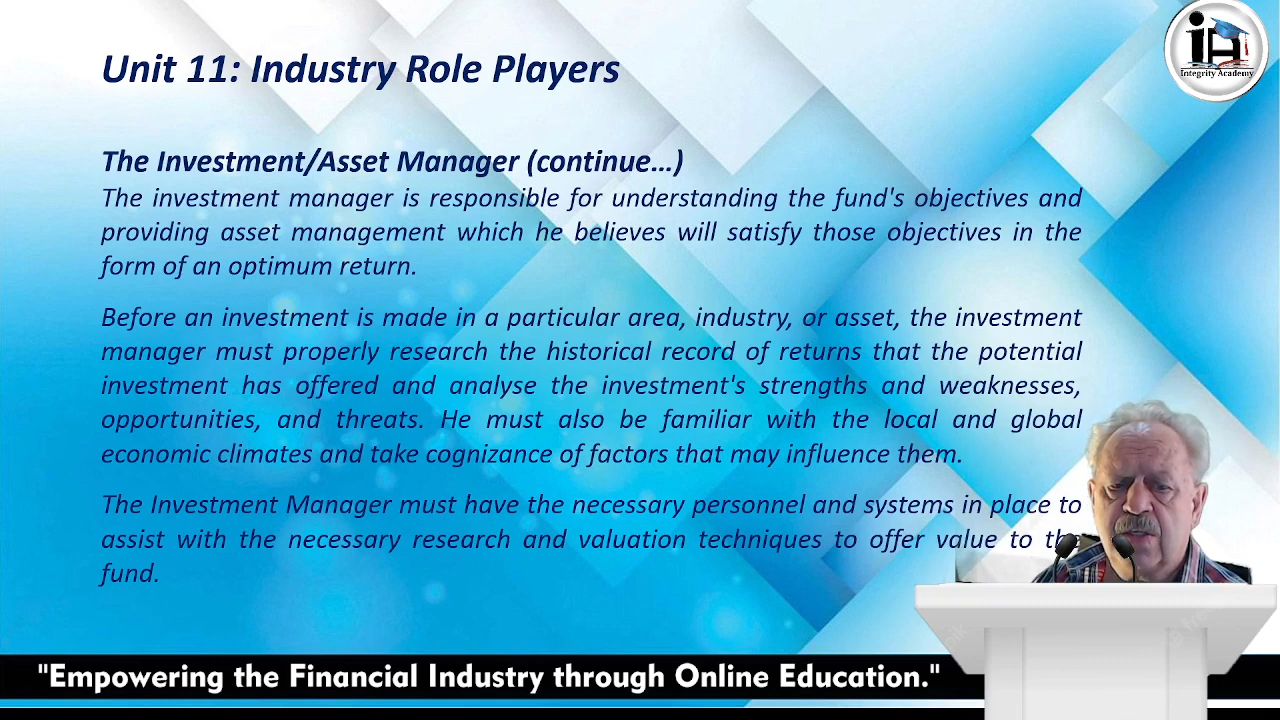 Unit 11: Industry Role Players
iA
Integrity Academy
The Investment/Asset Manager (continue...)
The investment manager is responsible for understanding the fund's objectives and
providing asset management which he believes will satisfy those objectives in the
form of an optimum return.
Before an investment is made in a particular area, industry, or asset, the investment
manager must properly research the historical record of returns that the potential
investment has offered and analyse the investment's strengths and weaknesses,
opportunities, and threats. He must also be familiar with the local and global
economic climates and take cognizance of factors that may influence them.
The Investment Manager must have the necessary personnel and systems in place to
assist with the necessary research and valuation techniques to offer value to the
fund.
"Empowering the Financial Industry through Online Education."